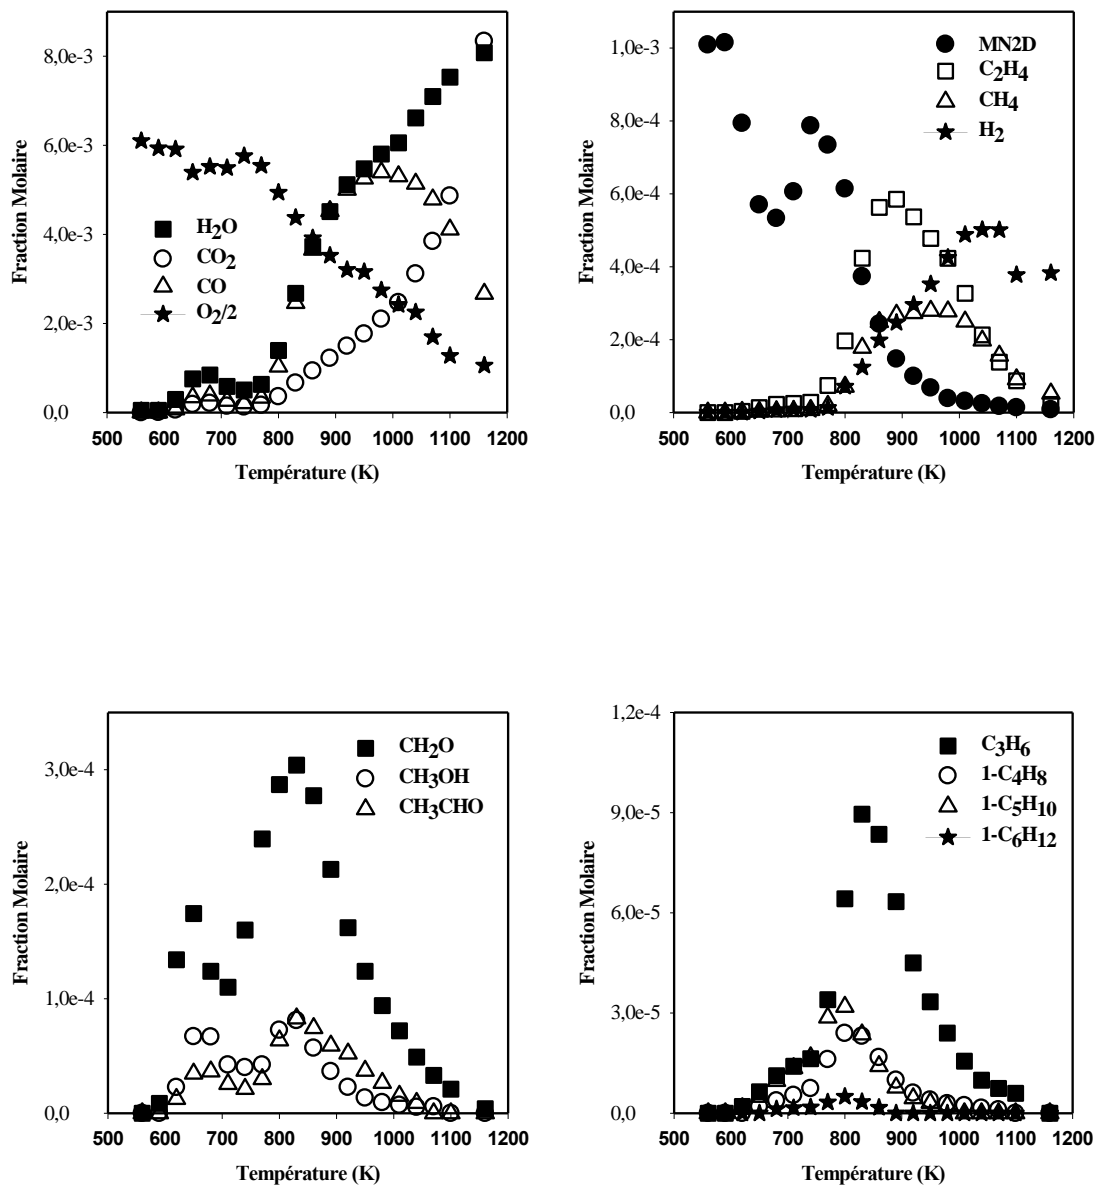 8,0e-3
6,0e-3
4,0e-3
2,0e-3
0,0
Fraction Molaire
H2O
CO2
CO
O2/2
500 600 700 800 900 1000 1100 1200
Température (K)
1,0e-3
8,0e-4
6,0e-4
4,0e-4
2,0e-4
0,0
Fraction Molaire
MN2D
C2H4
CH4
H2
500 600 700 800 900 1000 1100 1200
Température (K)
3,0e-4
2,0e-4
1,0e-4
0,0
Fraction Molaire
CH2O
CH3OH
CH3CHO
500 600 700 800 900 1000 1100 1200
Température (K)
1,2e-4
9,0e-5
6,0e-5
3,0e-5
0,0
Fraction Molaire
C3H6
1-C4H8
1-C5H10
1-C6H12
500 600 700 800 900 1000 1100 1200
Température (K)